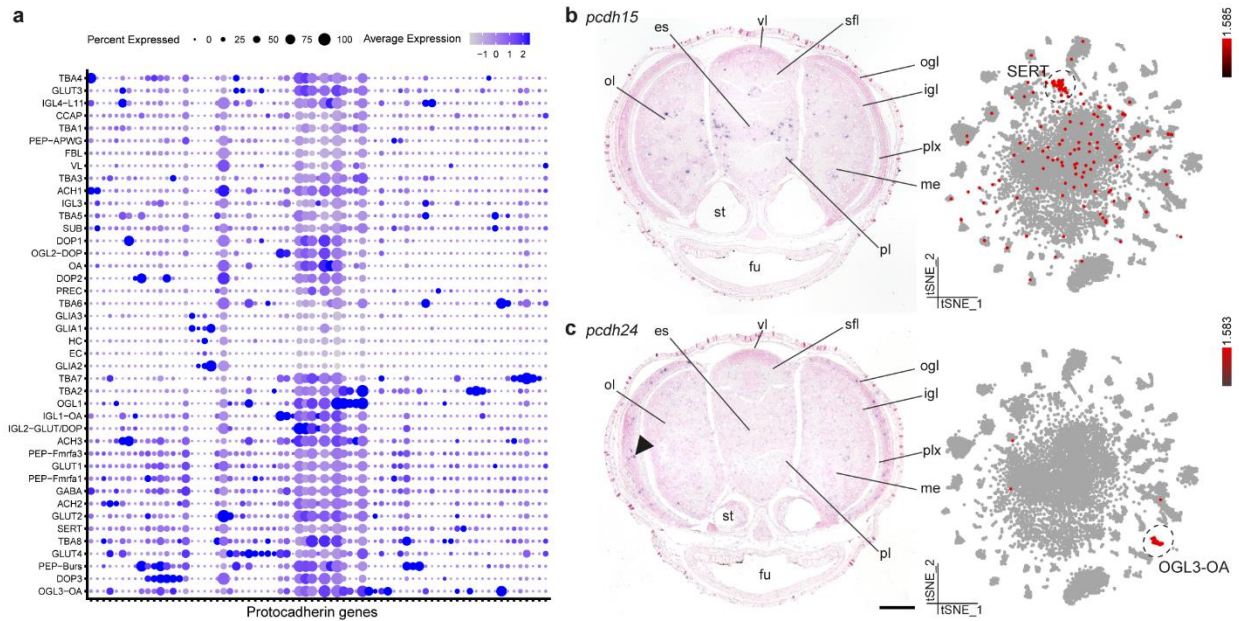 a
Percent Expressed 0 25 50 75 100 Average Expression −1 0 1 2
TBA4
GLUT3
IGL4−L11
CCAP
TBA1
PEP−APWG
FBL
VL
TBA3
ACH1
IGL3
TBA5
SUB
DOP1
OGL2−DOP
OA
DOP2
PREC
TBA6
GLIA3
GLIA1
HC
EC
GLIA2
TBA7
TBA2
OGL1
IGL1−OA
IGL2−GLUT/DOP
ACH3
PEP−Fmrfa3
GLUT1
PEP−Fmrfa1
GABA
ACH2
GLUT2
SERT
TBA8
GLUT4
PEP−Burs
DOP3
OGL3−OA
Protocadherin genes
b pcdh15
es
vl
sfl
ol
ogl
igl
plx
me
pl
st
fu
SERT
1.585
tSNE_2
tSNE_1
c pcdh24
es
vl
sfl
ol
ogl
igl
plx
me
pl
st
fu
1.583
OGL3-OA
tSNE_2
tSNE_1